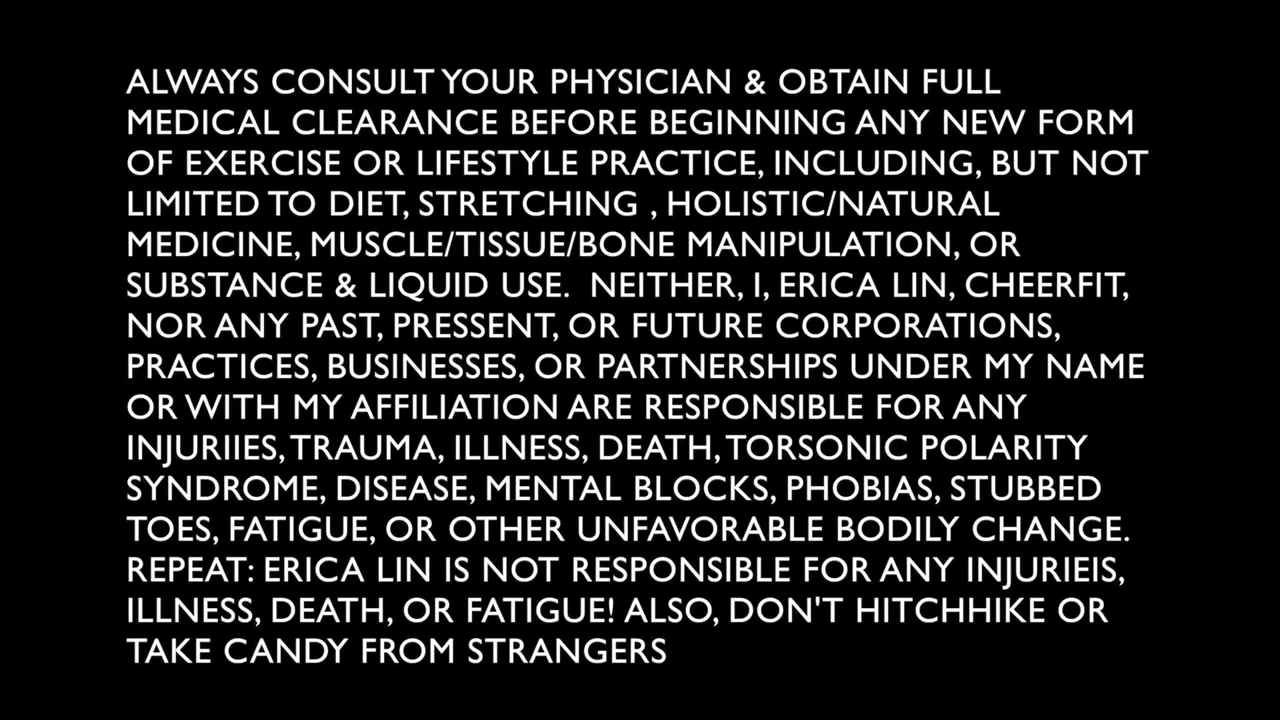 ALWAYS CONSULT YOUR PHYSICIAN & OBTAIN FULL
MEDICAL CLEARANCE BEFORE BEGINNING ANY NEW FORM
OF EXERCISE OR LIFESTYLE PRACTICE, INCLUDING, BUT NOT
LIMITED TO DIET, STRETCHING , HOLISTIC/NATURAL
MEDICINE, MUSCLE/TISSUE/BONE MANIPULATION, OR
SUBSTANCE & LIQUID USE.  NEITHER, I, ERICA LIN, CHEERFIT,
NOR ANY PAST, PRESSENT, OR FUTURE CORPORATIONS,
PRACTICES, BUSINESSES, OR PARTNERSHIPS UNDER MY NAME
OR WITH MY AFFILIATION ARE RESPONSIBLE FOR ANY
INJURIIES, TRAUMA, ILLNESS, DEATH, TORSONIC POLARITY
SYNDROME, DISEASE, MENTAL BLOCKS, PHOBIAS, STUBBED
TOES, FATIGUE, OR OTHER UNFAVORABLE BODILY CHANGE.
REPEAT: ERICA LIN IS NOT RESPONSIBLE FOR ANY INJURIEIS,
ILLNESS, DEATH, OR FATIGUE! ALSO, DON'T HITCHHIKE OR
TAKE CANDY FROM STRANGERS